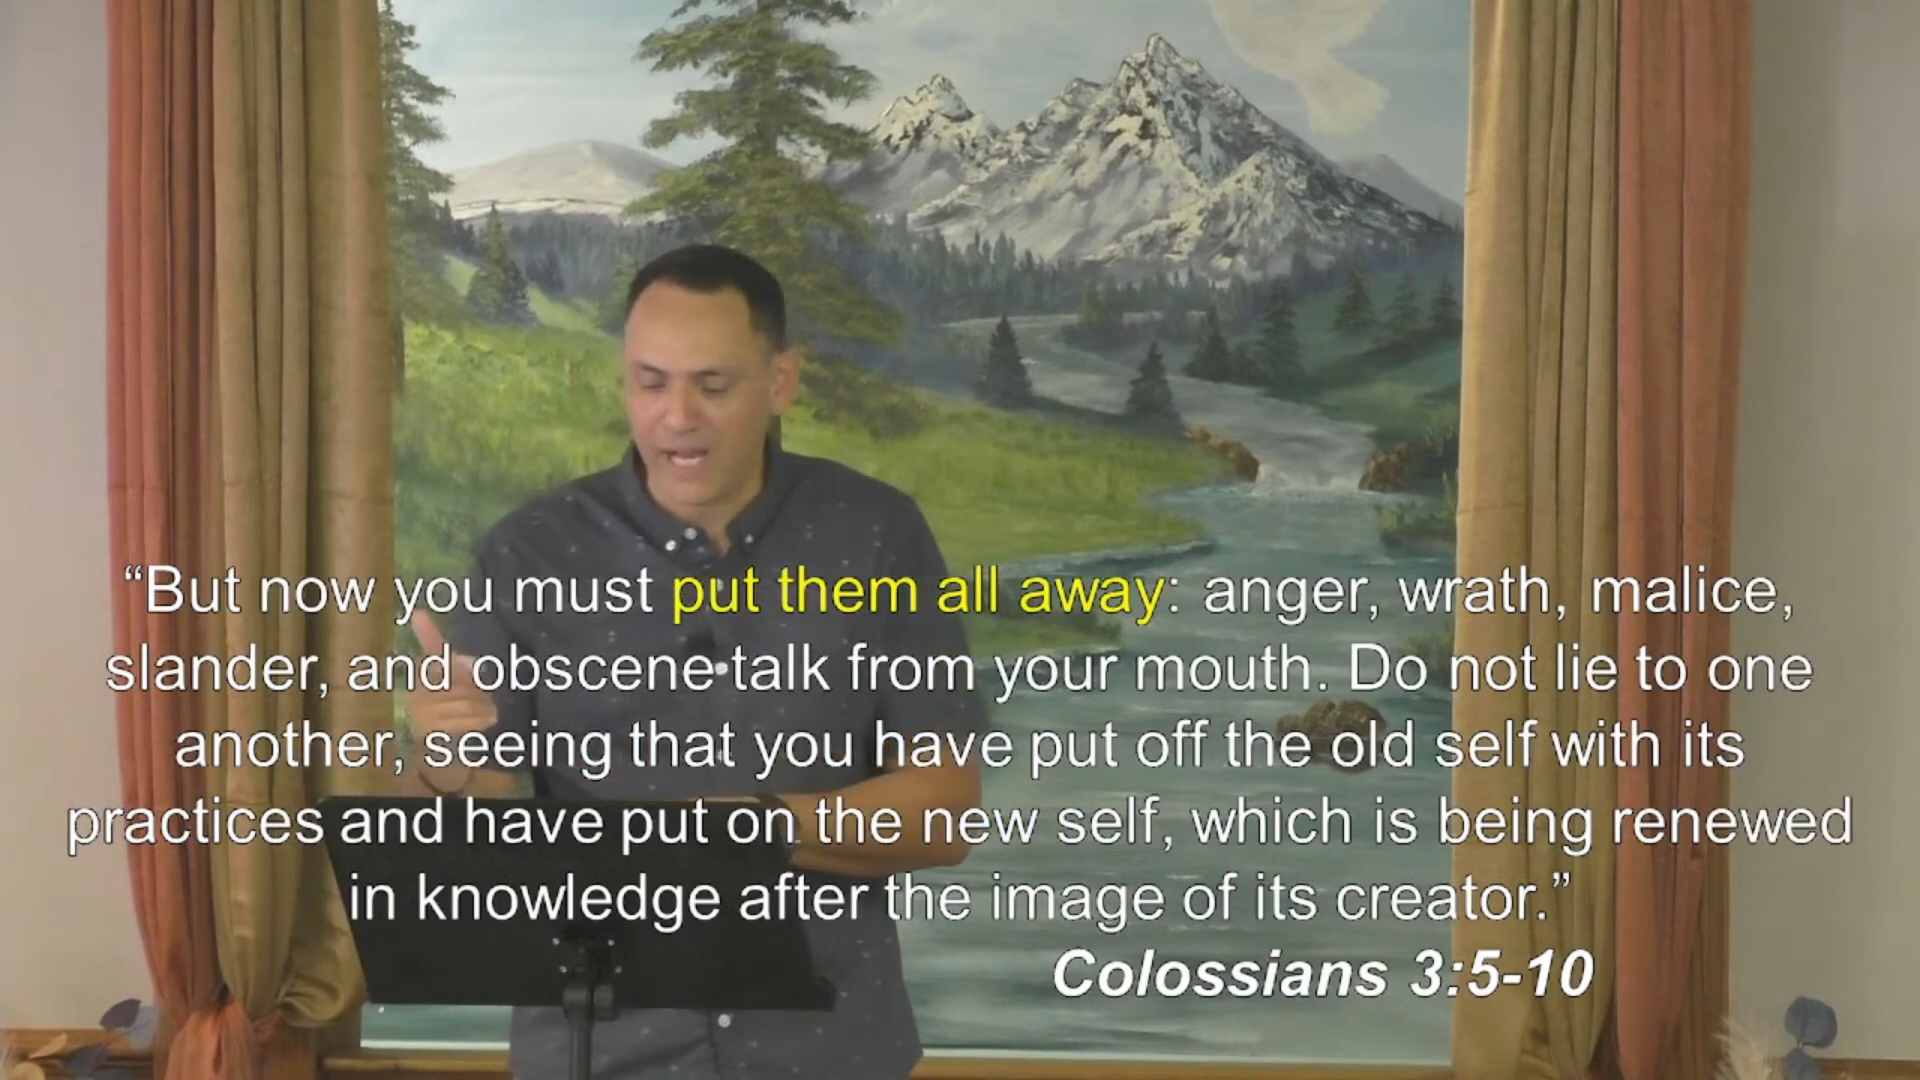 “But now you must put them all away: anger, wrath, malice,
slander, and obscene talk from your mouth. Do not lie to one
another, seeing that you have put off the old self with its
practices and have put on the new self, which is being renewed
in knowledge after the image of its creator.”
Colossians 3:5-10